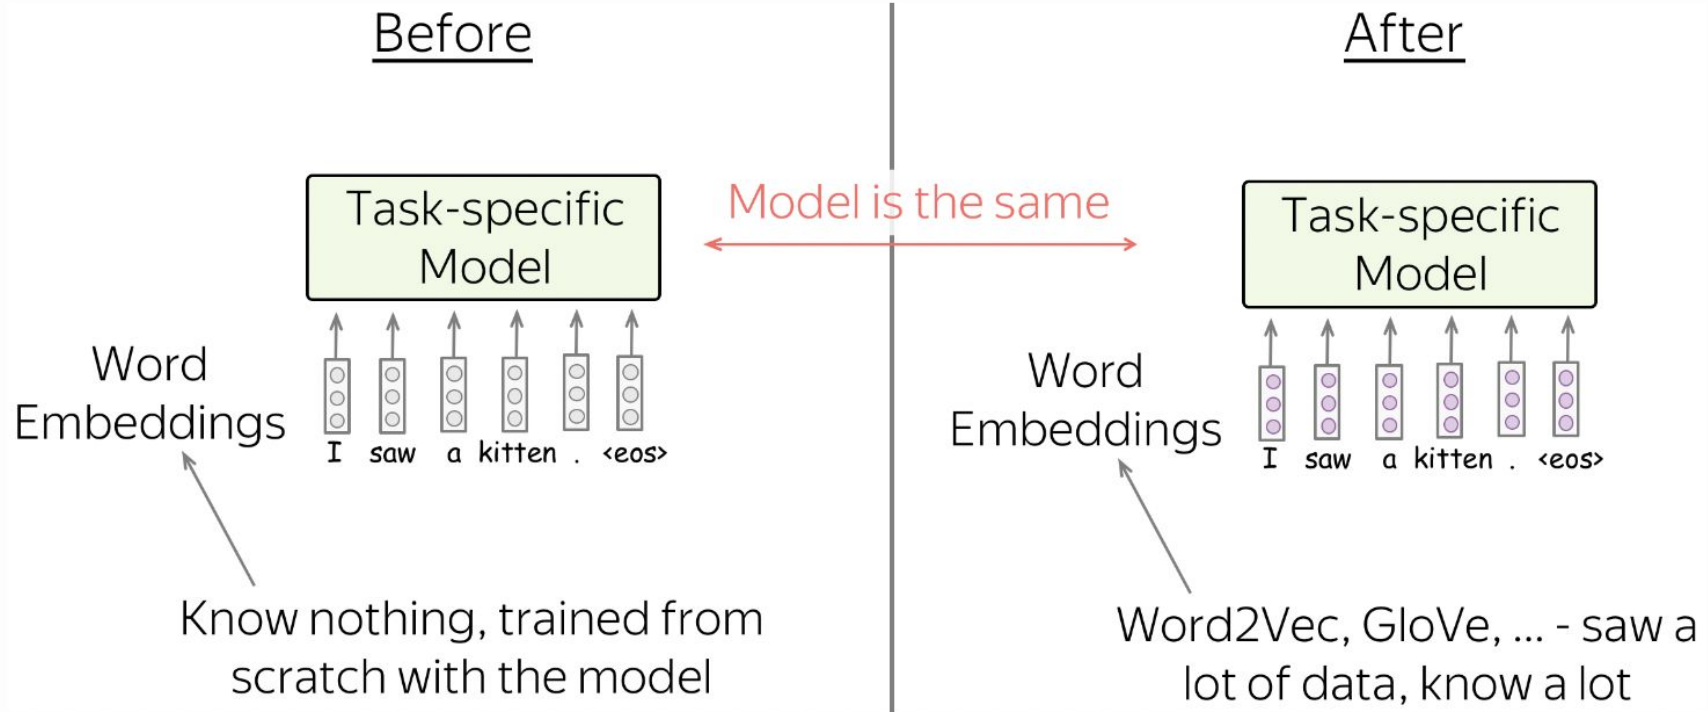 Before
Task-specific
Model
Word
Embeddings
I saw a kitten . <eos>
Know nothing, trained from
scratch with the model
Model is the same
After
Task-specific
Model
Word
Embeddings
I saw a kitten . <eos>
Word2Vec, GloVe, ... - saw a
lot of data, know a lot